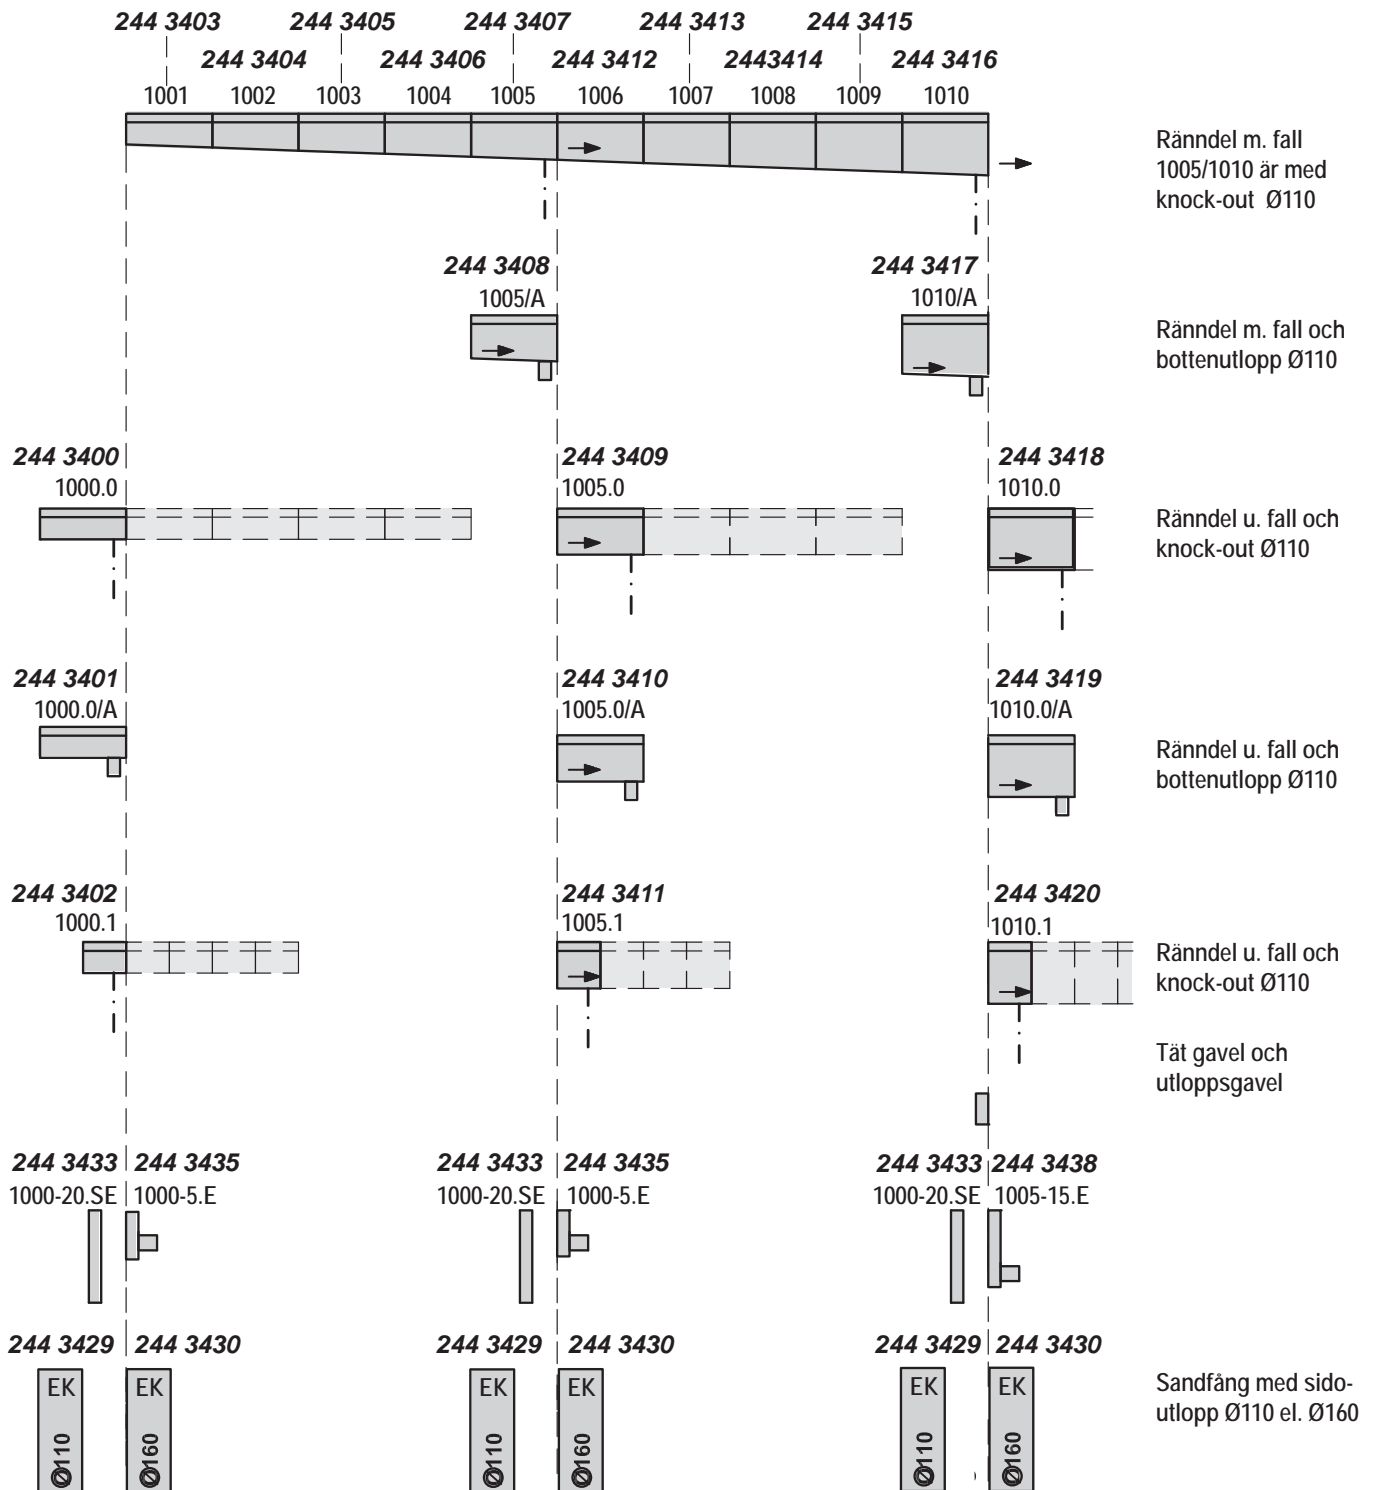 244 3403 244 3405 244 3407 244 3413 244 3415
244 3404 244 3406 244 3412 2443414 244 3416
1001 1002 1003 1004 1005 1006 1007 1008 1009 1010
Ränndel m. fall
1005/1010 är med
knock-out Ø110
244 3408 244 3417
1005/A 1010/A
Ränndel m. fall och
bottenutlopp Ø110
244 3400 244 3409 244 3418
1000.0 1005.0 1010.0
Ränndel u. fall och
knock-out Ø110
244 3401 244 3410 244 3419
1000.0/A 1005.0/A 1010.0/A
Ränndel u. fall och
bottenutlopp Ø110
244 3402 244 3411 244 3420
1000.1 1005.1 1010.1
Ränndel u. fall och
knock-out Ø110
Tät gavel och
utloppsgavel
244 3433 244 3435 244 3433 244 3435 244 3433 244 3438
1000-20.SE 1000-5.E 1000-20.SE 1000-5.E 1000-20.SE 1005-15.E
244 3429 244 3430 244 3429 244 3430 244 3429 244 3430
EK EK EK EK EK EK
Ø110 Ø160 Ø110 Ø160 Ø110 Ø160
Sandfång med sido-
utlopp Ø110 el. Ø160